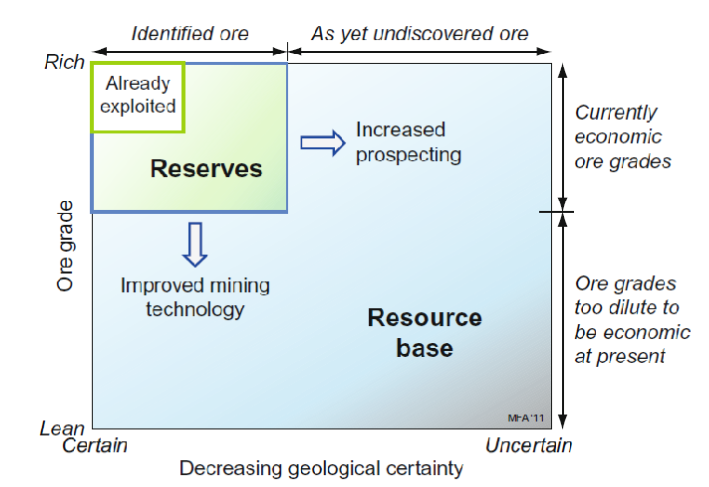 Identified ore
As yet undiscovered ore
Rich
Already
exploited
Reserves
Increased
prospecting
Currently
economic
ore grades
Ore grade
Improved mining
technology
Resource
base
Ore grades
too dilute to
be economic
at present
MFA '11
Lean
Certain
Uncertain
Decreasing geological certainty